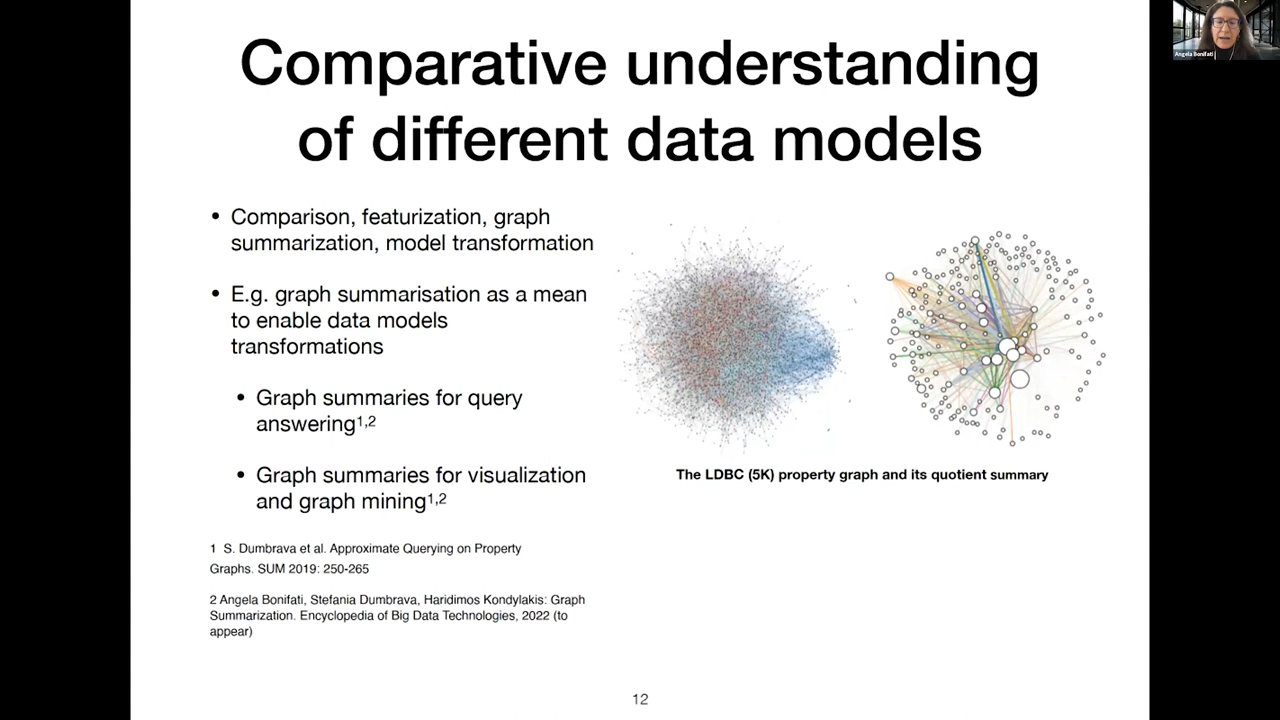 Comparative understanding
of different data models
• Comparison, featurization, graph
summarization, model transformation
• E.g. graph summarisation as a mean
to enable data models
transformations
• Graph summaries for query
answering1,2
• Graph summaries for visualization
and graph mining1,2
1 S. Dumbrava et al. Approximate Querying on Property
Graphs. SUM 2019: 250-265
2 Angela Bonifati, Stefania Dumbrava, Haridimos Kondylakis: Graph
Summarization. Encyclopedia of Big Data Technologies, 2022 (to
appear)
The LDBC (5K) property graph and its quotient summary
12
Angela Bonifati